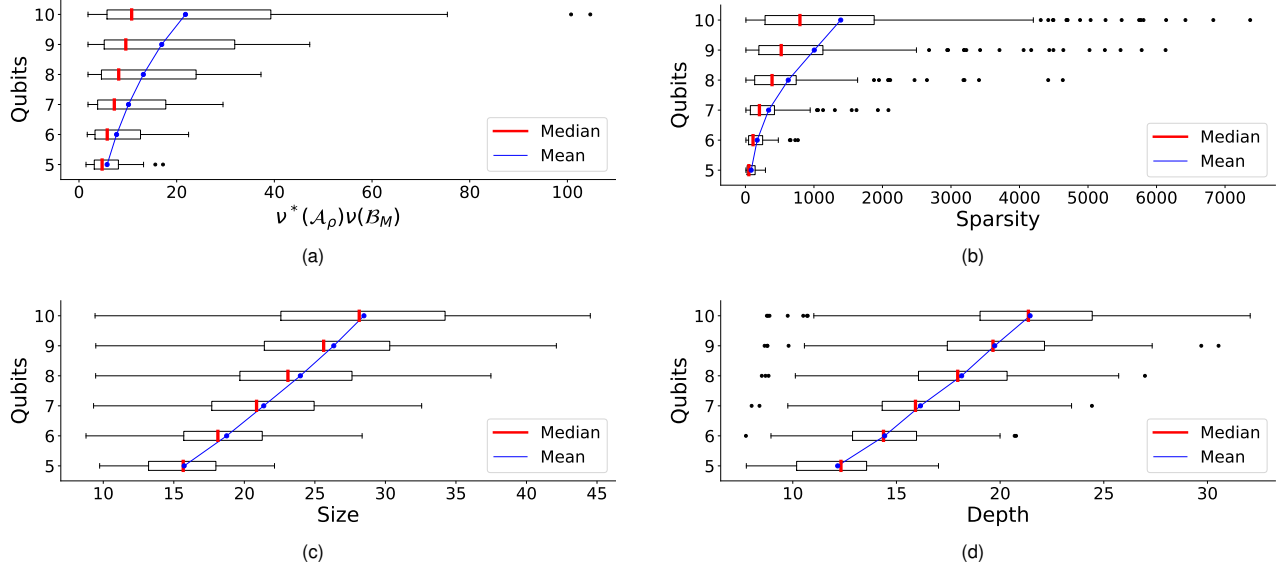 10
9
8
7
6
5
Qubits
Median
Mean
0 20 40 60 80 100
ν*(𝒜ρ)ν(ℬM)
(a)
10
9
8
7
6
5
Qubits
Median
Mean
0 1000 2000 3000 4000 5000 6000 7000
Sparsity
(b)
10
9
8
7
6
5
Qubits
Median
Mean
10 15 20 25 30 35 40 45
Size
(c)
10
9
8
7
6
5
Qubits
Median
Mean
10 15 20 25 30
Depth
(d)